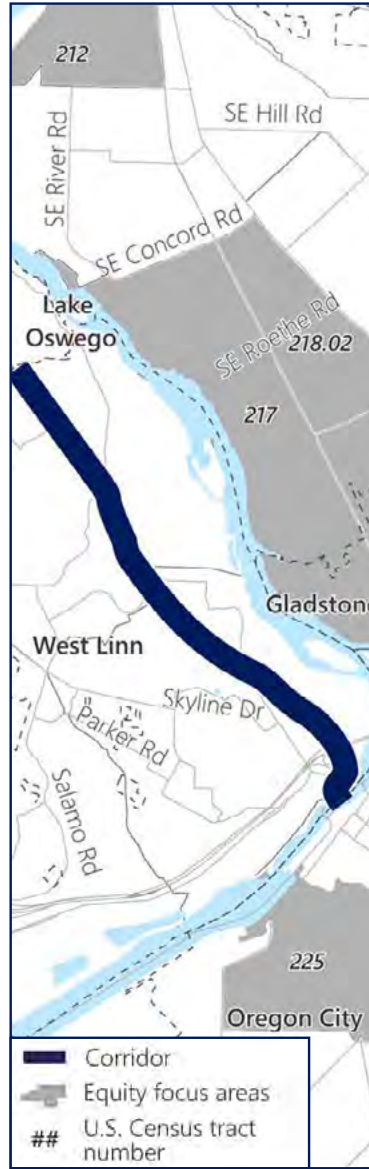 212
SE Hill Rd
SE River Rd
SE Concord Rd
Lake
Oswego
SE Roethe Rd
218.02
217
Gladstone
West Linn
Skyline Dr
Parker Rd
Salamo Rd
225
Oregon City
Corridor
Equity focus areas
## U.S. Census tract
number